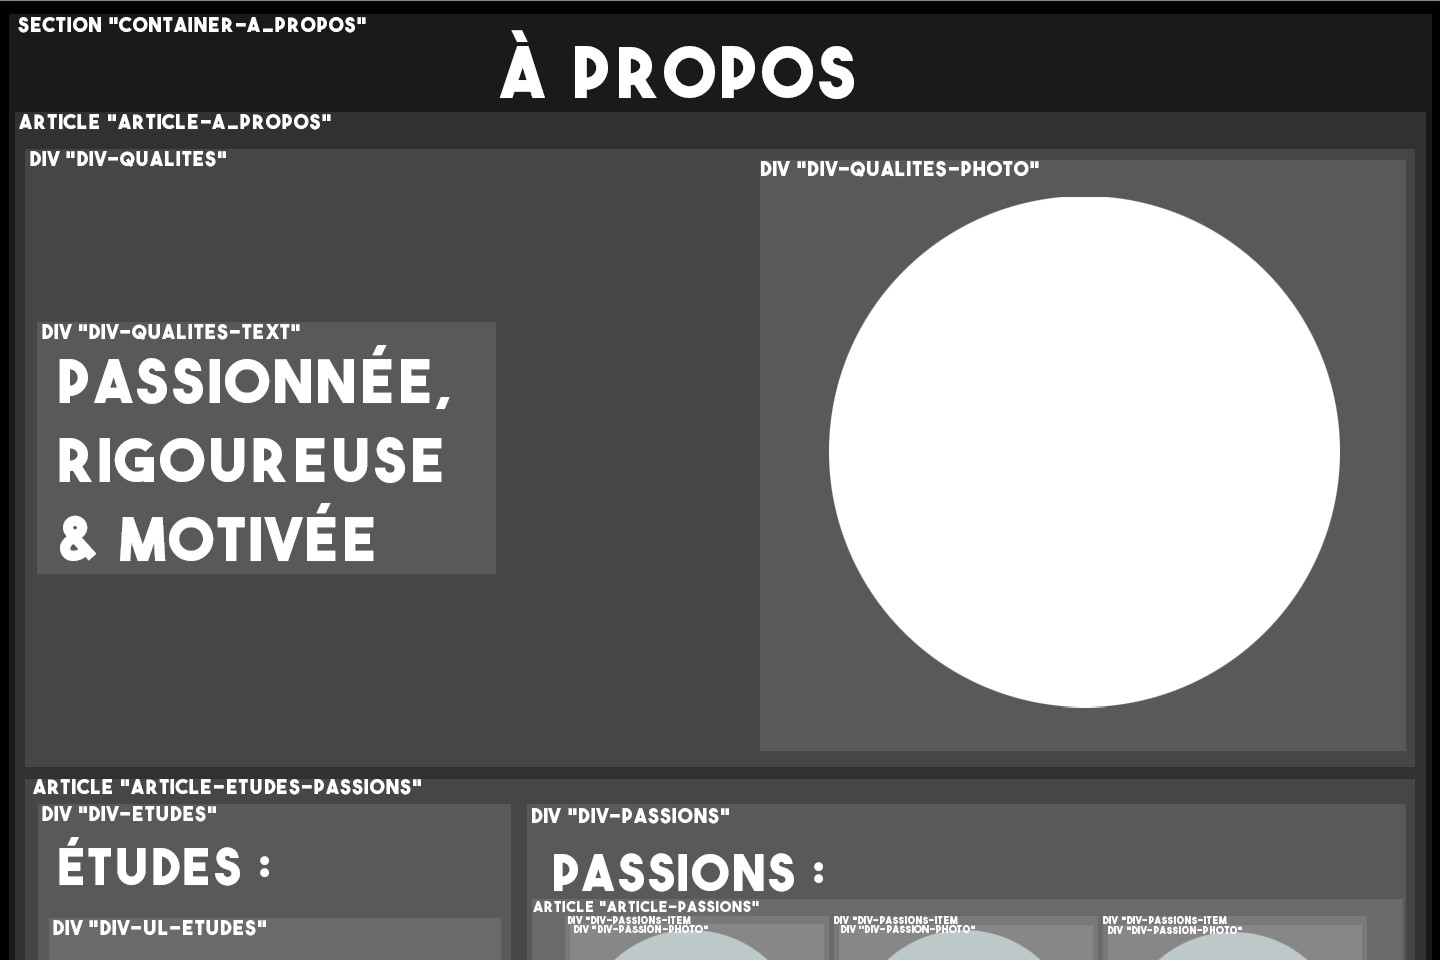 SECTION "CONTAINER-A_PROPOS"
À PROPOS
ARTICLE "ARTICLE-A_PROPOS"
DIV "DIV-QUALITES"
DIV "DIV-QUALITES-PHOTO"
DIV "DIV-QUALITES-TEXT"
PASSIONNÉE,
RIGOUREUSE
& MOTIVÉE
ARTICLE "ARTICLE-ETUDES-PASSIONS"
DIV "DIV-ETUDES"
ÉTUDES :
DIV "DIV-UL-ETUDES"
DIV "DIV-PASSIONS"
PASSIONS :
ARTICLE "ARTICLE-PASSIONS"
DIV "DIV-PASSIONS-ITEM
DIV "DIV-PASSION-PHOTO"
DIV "DIV-PASSIONS-ITEM
DIV "DIV-PASSION-PHOTO"
DIV "DIV-PASSIONS-ITEM
DIV "DIV-PASSION-PHOTO"